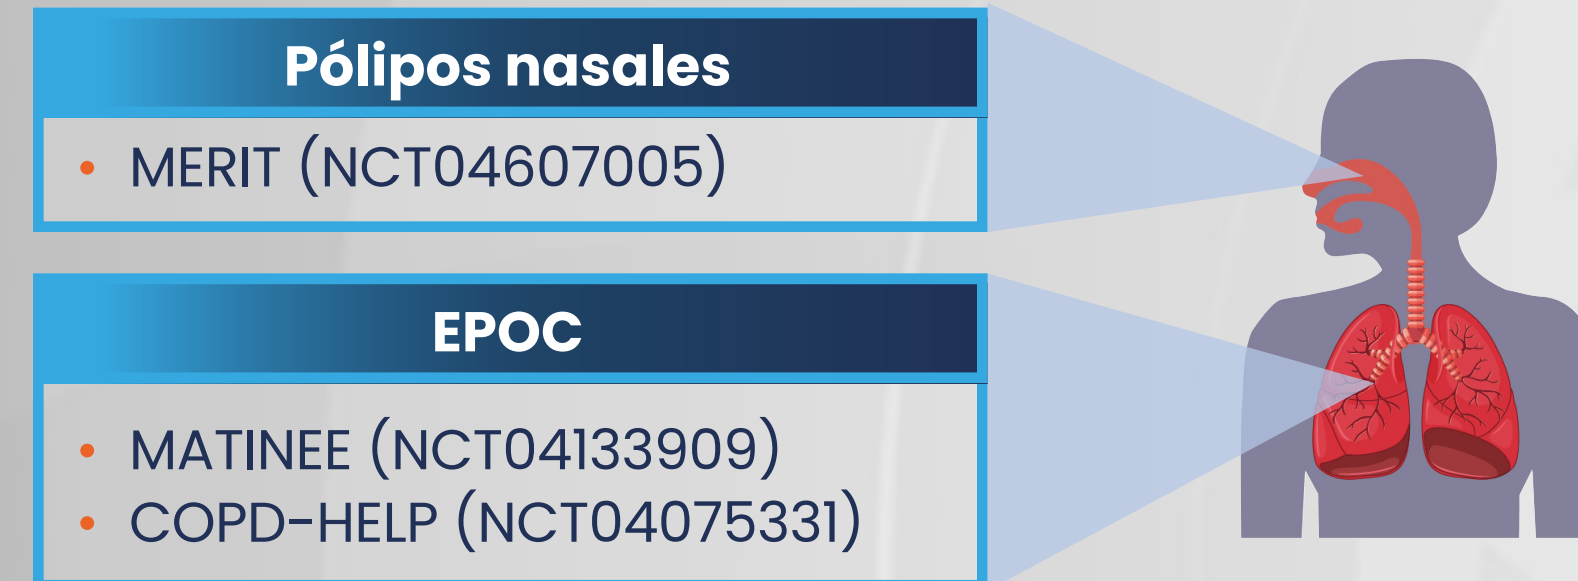 Pólipos nasales
• MERIT (NCT04607005)
EPOC
• MATINEE (NCT04133909)
• COPD-HELP (NCT04075331)